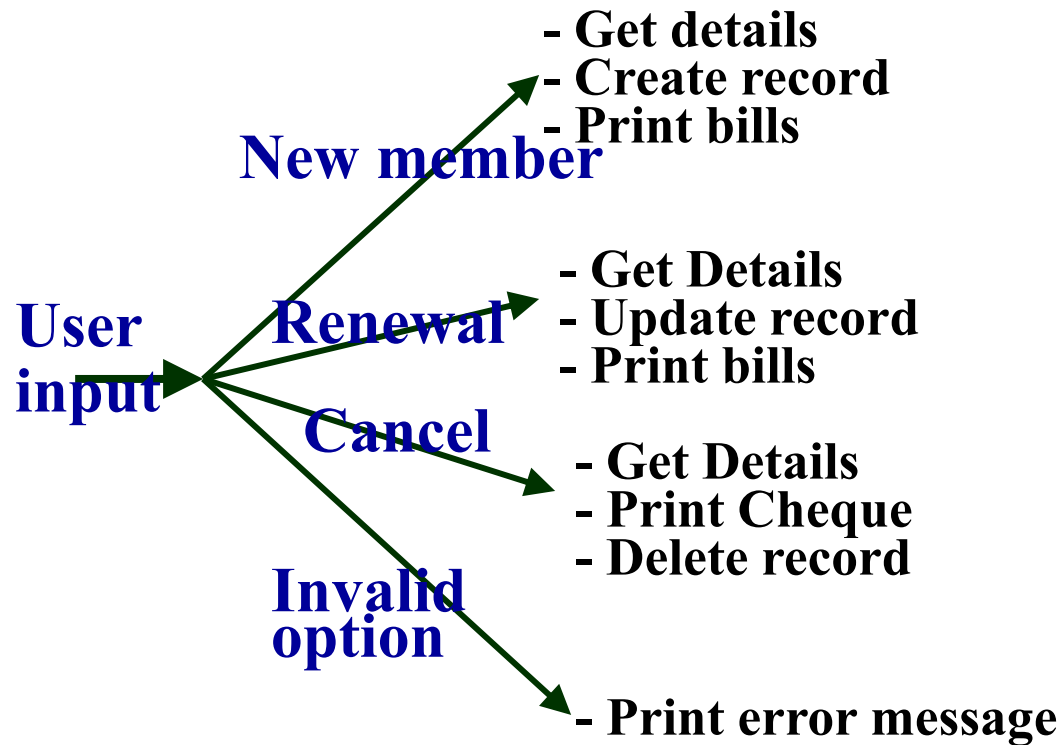 User
input
New member
- Get details
- Create record
- Print bills
Renewal
- Get Details
- Update record
- Print bills
Cancel
- Get Details
- Print Cheque
- Delete record
Invalid
option
- Print error message